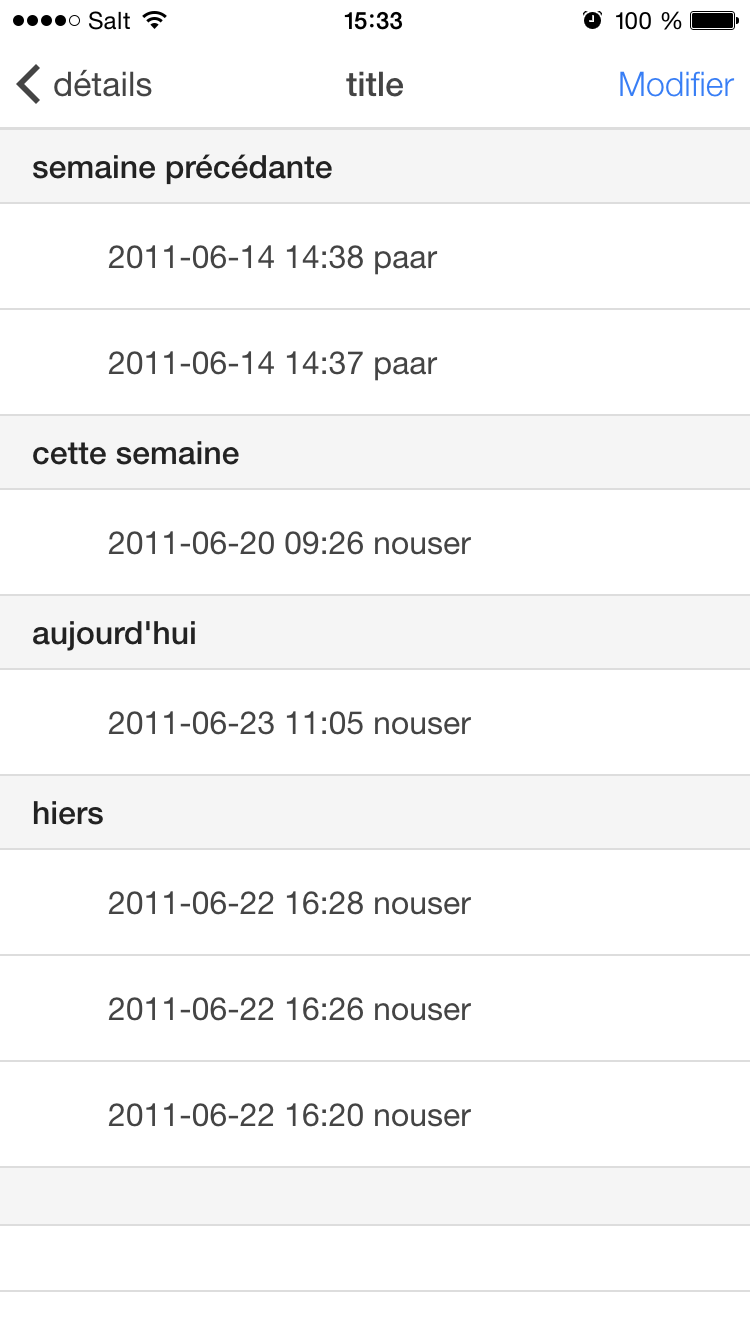 Salt 15:33 100 %
détails title Modifier
semaine précédante
2011-06-14 14:38 paar
2011-06-14 14:37 paar
cette semaine
2011-06-20 09:26 nouser
aujourd'hui
2011-06-23 11:05 nouser
hiers
2011-06-22 16:28 nouser
2011-06-22 16:26 nouser
2011-06-22 16:20 nouser